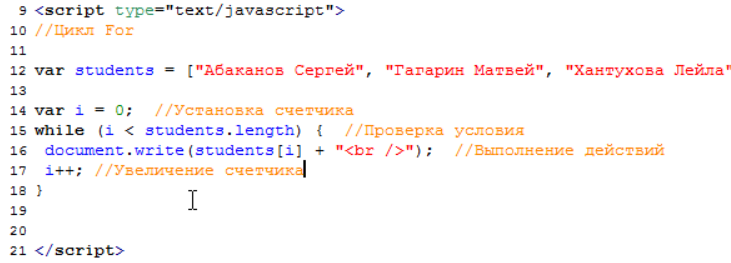 9 <script type="text/javascript">
10 //Цикл For
11
12 var students = ["Абаканов Сергей", "Гагарин Матвей", "Хантухова Лейла"
13
14 var i = 0;  //Установка счетчика
15 while (i < students.length) {  //Проверка условия
16  document.write(students[i] + "<br />");  //Выполнение действий
17  i++; //Увеличение счетчика
18 }
19
20
21 </script>